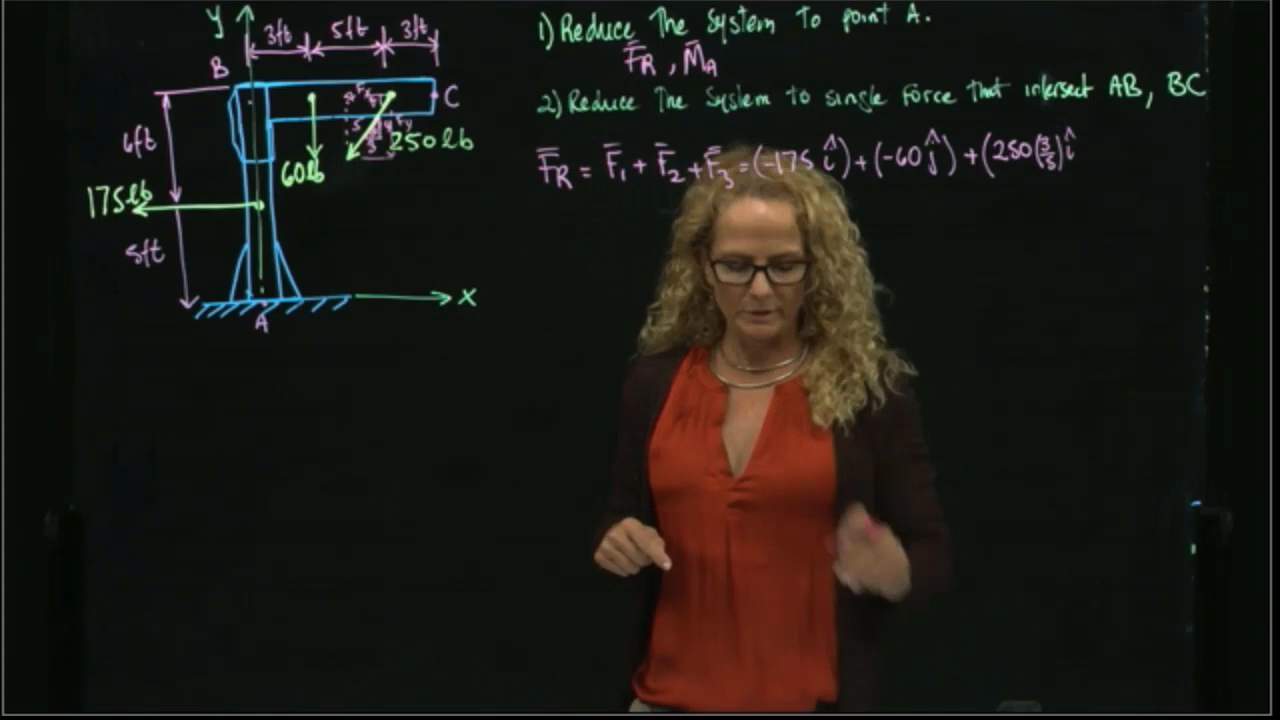 y
3ft 5ft 3ft
B
C
6ft
250lb
60lb
175lb
5ft
x
A
1) Reduce The System to point A.
F̄R , M̄A
2) Reduce The System to single Force that intersect AB, BC
F̄R = F̄1 + F̄2 + F̄3 = (-175 î) + (-60 ĵ) + (250(3/5) î